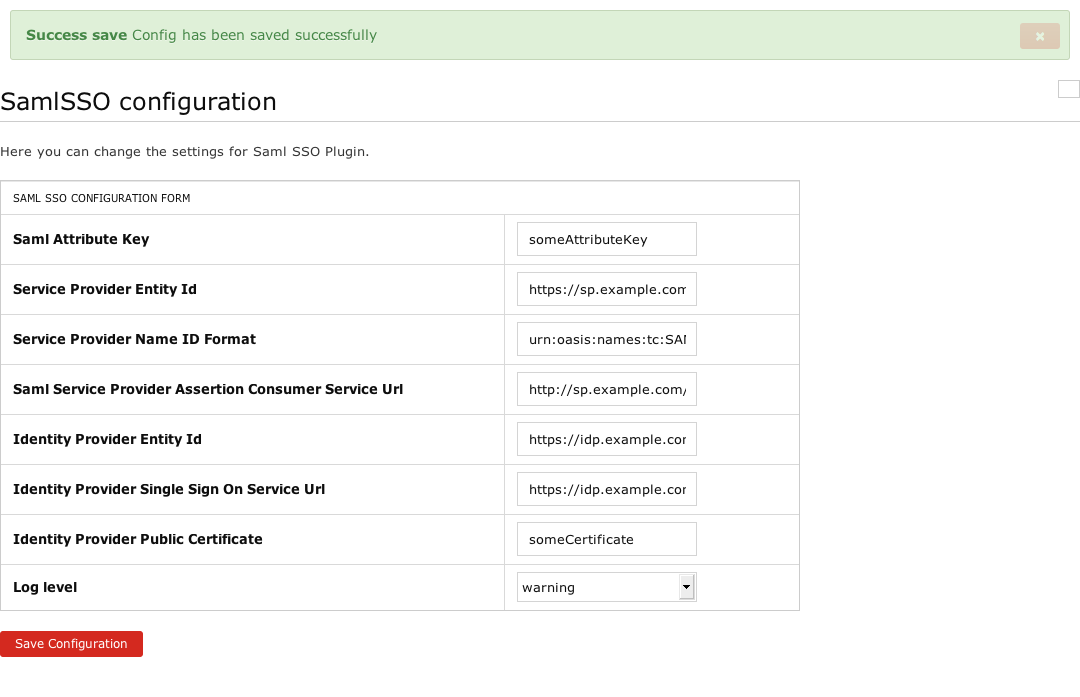 Success save Config has been saved successfully
SamlSSO configuration
Here you can change the settings for Saml SSO Plugin.
SAML SSO CONFIGURATION FORM
Saml Attribute Key someAttributeKey
Service Provider Entity Id https://sp.example.com
Service Provider Name ID Format urn:oasis:names:tc:SAM
Saml Service Provider Assertion Consumer Service Url http://sp.example.com/
Identity Provider Entity Id https://idp.example.cor
Identity Provider Single Sign On Service Url https://idp.example.cor
Identity Provider Public Certificate someCertificate
Log level warning
Save Configuration